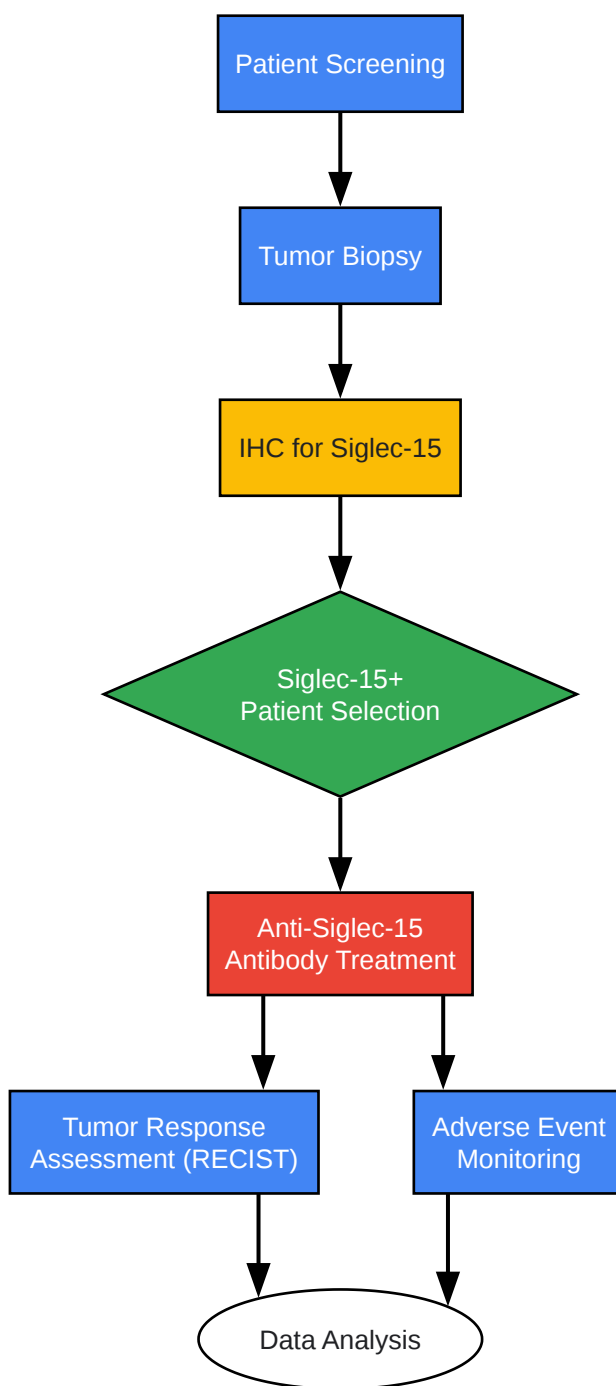 Patient Screening
Tumor Biopsy
IHC for Siglec-15
Siglec-15+
Patient Selection
Anti-Siglec-15
Antibody Treatment
Tumor Response
Assessment (RECIST)
Adverse Event
Monitoring
Data Analysis